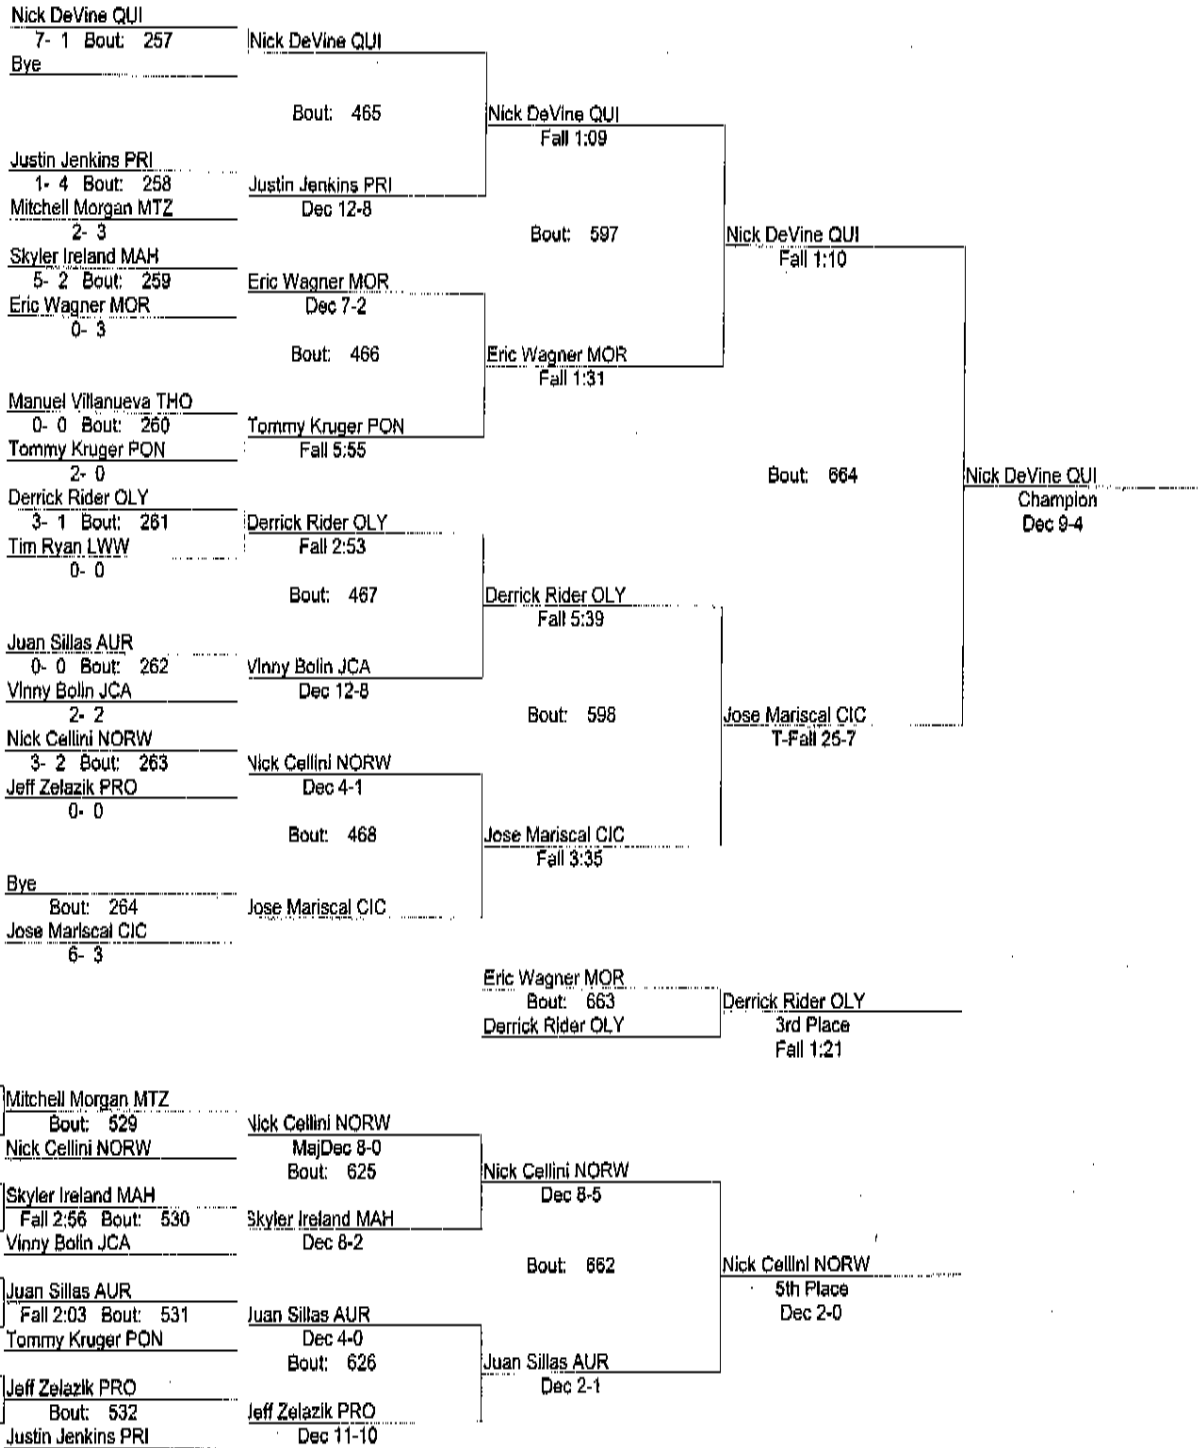 Nick DeVine QUI
7- 1 Bout: 257
Bye
Nick DeVine QUI
Bout: 465
Nick DeVine QUI
Fall 1:09
Justin Jenkins PRI
1- 4 Bout: 258
Mitchell Morgan MTZ
2- 3
Justin Jenkins PRI
Dec 12-8
Bout: 597
Nick DeVine QUI
Fall 1:10
Skyler Ireland MAH
5- 2 Bout: 259
Eric Wagner MOR
0- 3
Eric Wagner MOR
Dec 7-2
Bout: 466
Eric Wagner MOR
Fall 1:31
Manuel Villanueva THO
0- 0 Bout: 260
Tommy Kruger PON
2- 0
Tommy Kruger PON
Fall 5:55
Bout: 664
Nick DeVine QUI
Champion
Dec 9-4
Derrick Rider OLY
3- 1 Bout: 261
Tim Ryan LWW
0- 0
Derrick Rider OLY
Fall 2:53
Bout: 467
Derrick Rider OLY
Fall 5:39
Juan Sillas AUR
0- 0 Bout: 262
Vinny Bolin JCA
2- 2
Vinny Bolin JCA
Dec 12-8
Bout: 598
Jose Mariscal CIC
T-Fall 25-7
Nick Cellini NORW
3- 2 Bout: 263
Jeff Zelazik PRO
0- 0
Nick Cellini NORW
Dec 4-1
Bout: 468
Jose Mariscal CIC
Fall 3:35
Bye
Bout: 264
Jose Mariscal CIC
6- 3
Jose Mariscal CIC
Eric Wagner MOR
Bout: 663
Derrick Rider OLY
Derrick Rider OLY
3rd Place
Fall 1:21
Mitchell Morgan MTZ
Bout: 529
Nick Cellini NORW
Nick Cellini NORW
MajDec 8-0
Bout: 625
Nick Cellini NORW
Dec 8-5
Skyler Ireland MAH
Fall 2:56 Bout: 530
Vinny Bolin JCA
Skyler Ireland MAH
Dec 8-2
Bout: 662
Nick Cellini NORW
5th Place
Dec 2-0
Juan Sillas AUR
Fall 2:03 Bout: 531
Tommy Kruger PON
Juan Sillas AUR
Dec 4-0
Bout: 626
Juan Sillas AUR
Dec 2-1
Jeff Zelazik PRO
Bout: 532
Justin Jenkins PRI
Jeff Zelazik PRO
Dec 11-10